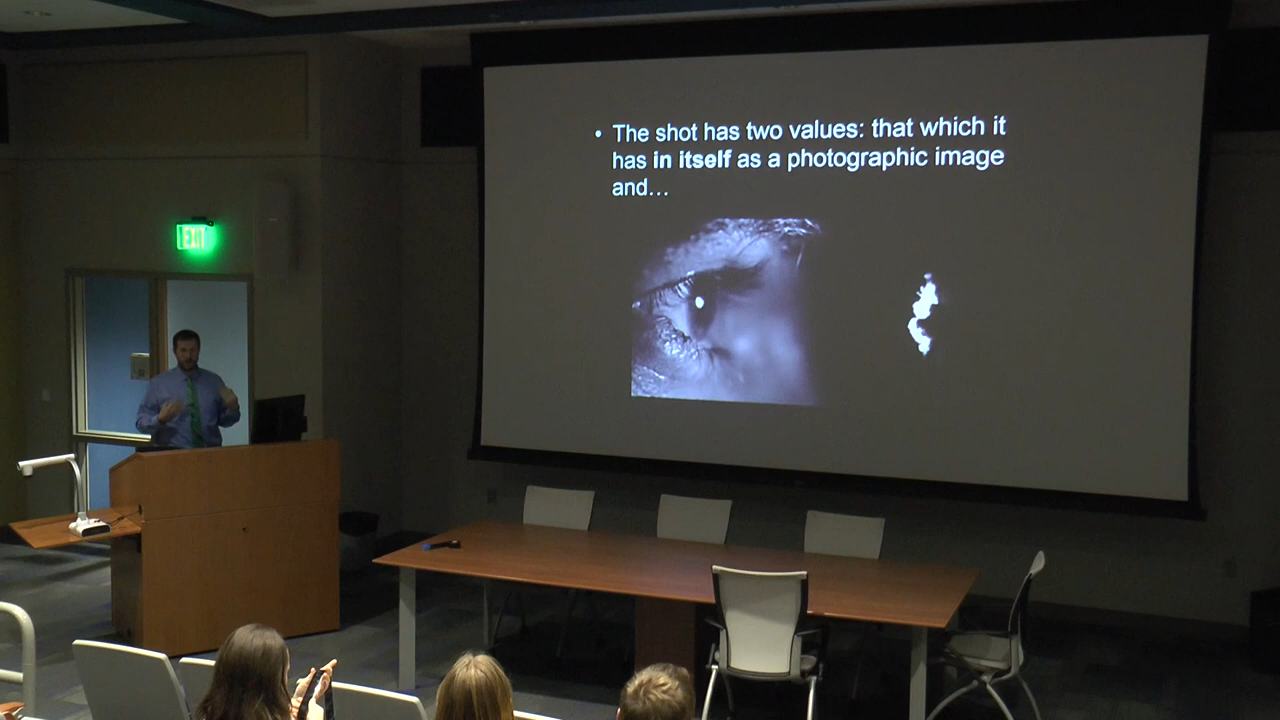 • The shot has two values: that which it
has in itself as a photographic image
and…
EXIT